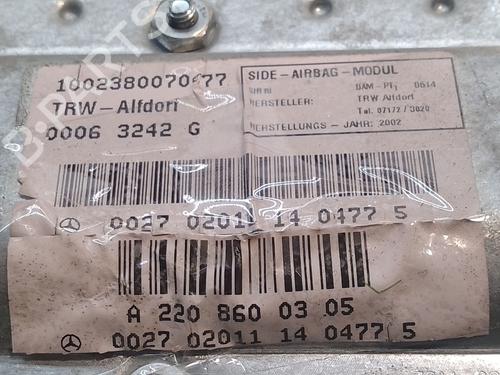 1002380070677
TRW-Alfdorf
0006 3242 G
SIDE-AIRBAG-MODUL
BAM-PT1 0614
HERSTELLER: TRW Alfdorf
Tel. 07172/3020
HERSTELLUNGS-JAHR: 2002
0027 02011 14 0477 5
A 220 860 03 05
0027 02011 14 0477 5